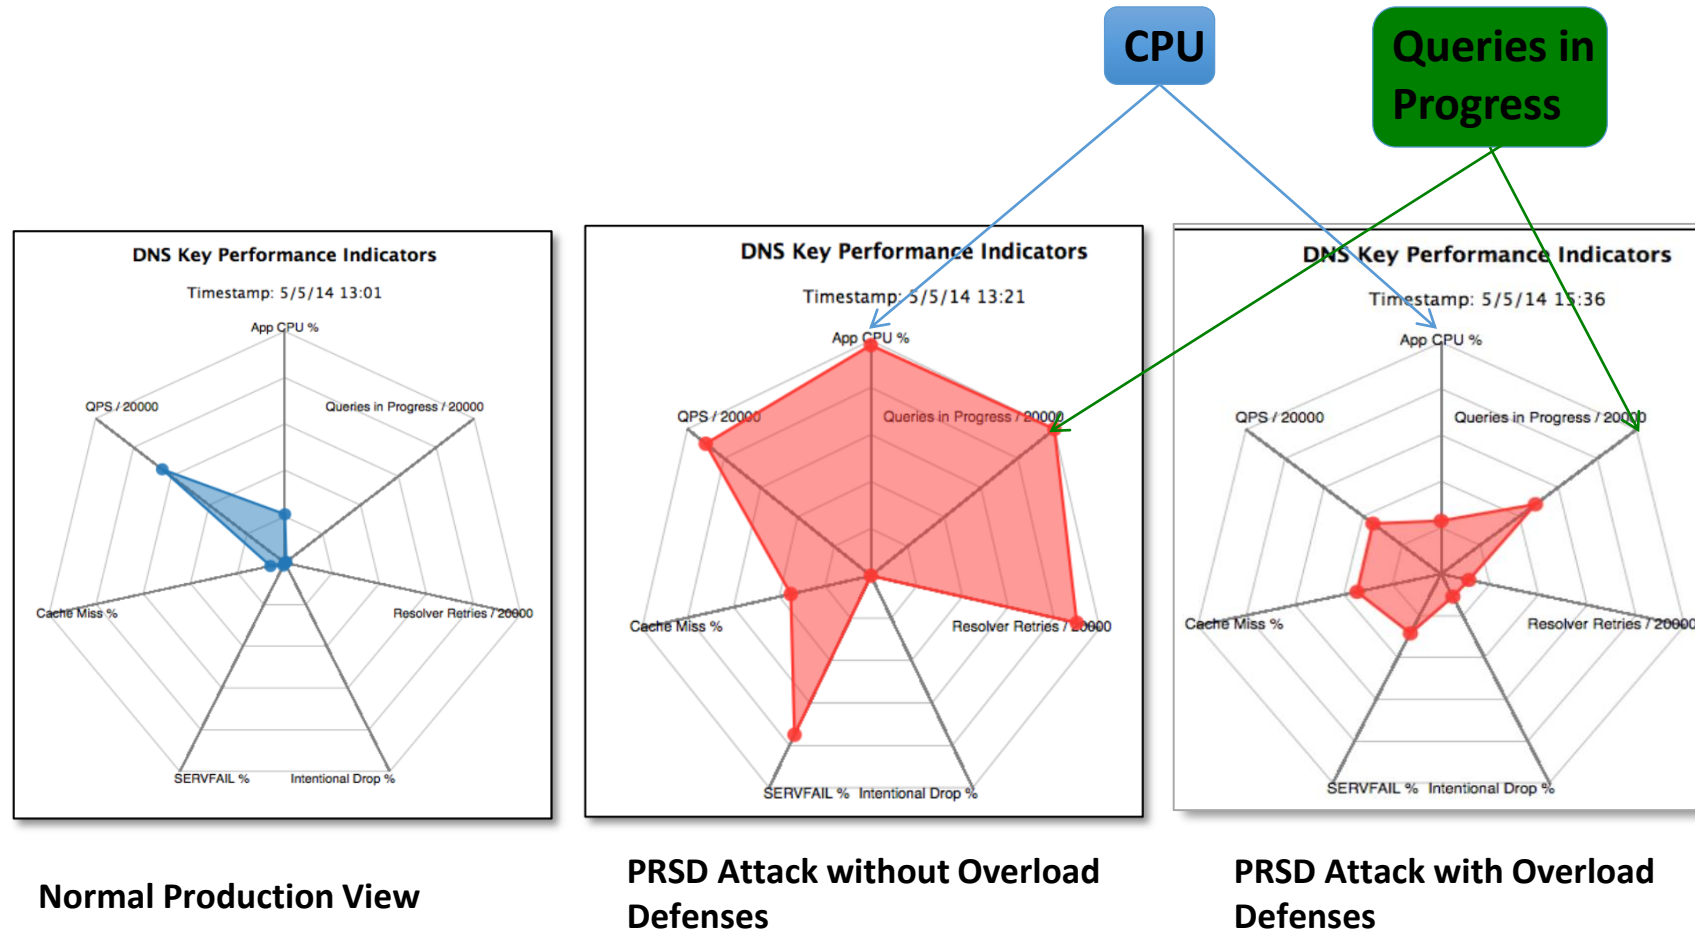 CPU
Queries in
Progress
DNS Key Performance Indicators
Timestamp: 5/5/14 13:01
App CPU %
QPS / 20000
Queries in Progress / 20000
Cache Miss %
Resolver Retries / 20000
SERVFAIL %
Intentional Drop %
Normal Production View
DNS Key Performance Indicators
Timestamp: 5/5/14 13:21
App CPU %
QPS / 20000
Queries in Progress / 20000
Cache Miss %
Resolver Retries / 20000
SERVFAIL %
Intentional Drop %
PRSD Attack without Overload
Defenses
DNS Key Performance Indicators
Timestamp: 5/5/14 15:36
App CPU %
QPS / 20000
Queries in Progress / 20000
Cache Miss %
Resolver Retries / 20000
SERVFAIL %
Intentional Drop %
PRSD Attack with Overload
Defenses